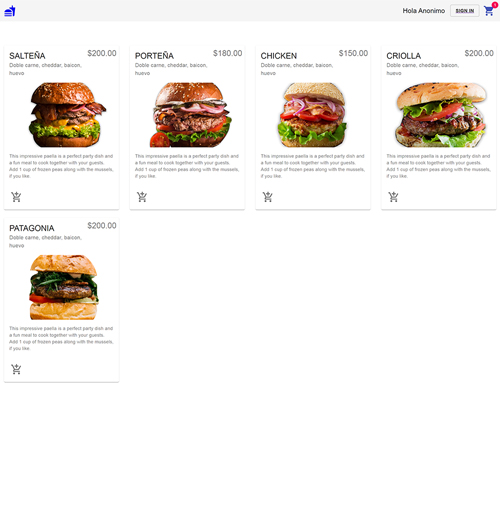 Hola Anonimo
SIGN IN
SALTEÑA
$200.00
Doble carne, cheddar, baicon,
huevo
This impressive paella is a perfect party dish and
a fun meal to cook together with your guests.
Add 1 cup of frozen peas along with the mussels,
if you like.
PORTEÑA
$180.00
Doble carne, cheddar, baicon,
huevo
This impressive paella is a perfect party dish and
a fun meal to cook together with your guests.
Add 1 cup of frozen peas along with the mussels,
if you like.
CHICKEN
$150.00
Doble carne, cheddar, baicon,
huevo
This impressive paella is a perfect party dish and
a fun meal to cook together with your guests.
Add 1 cup of frozen peas along with the mussels,
if you like.
CRIOLLA
$200.00
Doble carne, cheddar, baicon,
huevo
This impressive paella is a perfect party dish and
a fun meal to cook together with your guests.
Add 1 cup of frozen peas along with the mussels,
if you like.
PATAGONIA
$200.00
Doble carne, cheddar, baicon,
huevo
This impressive paella is a perfect party dish and
a fun meal to cook together with your guests.
Add 1 cup of frozen peas along with the mussels,
if you like.